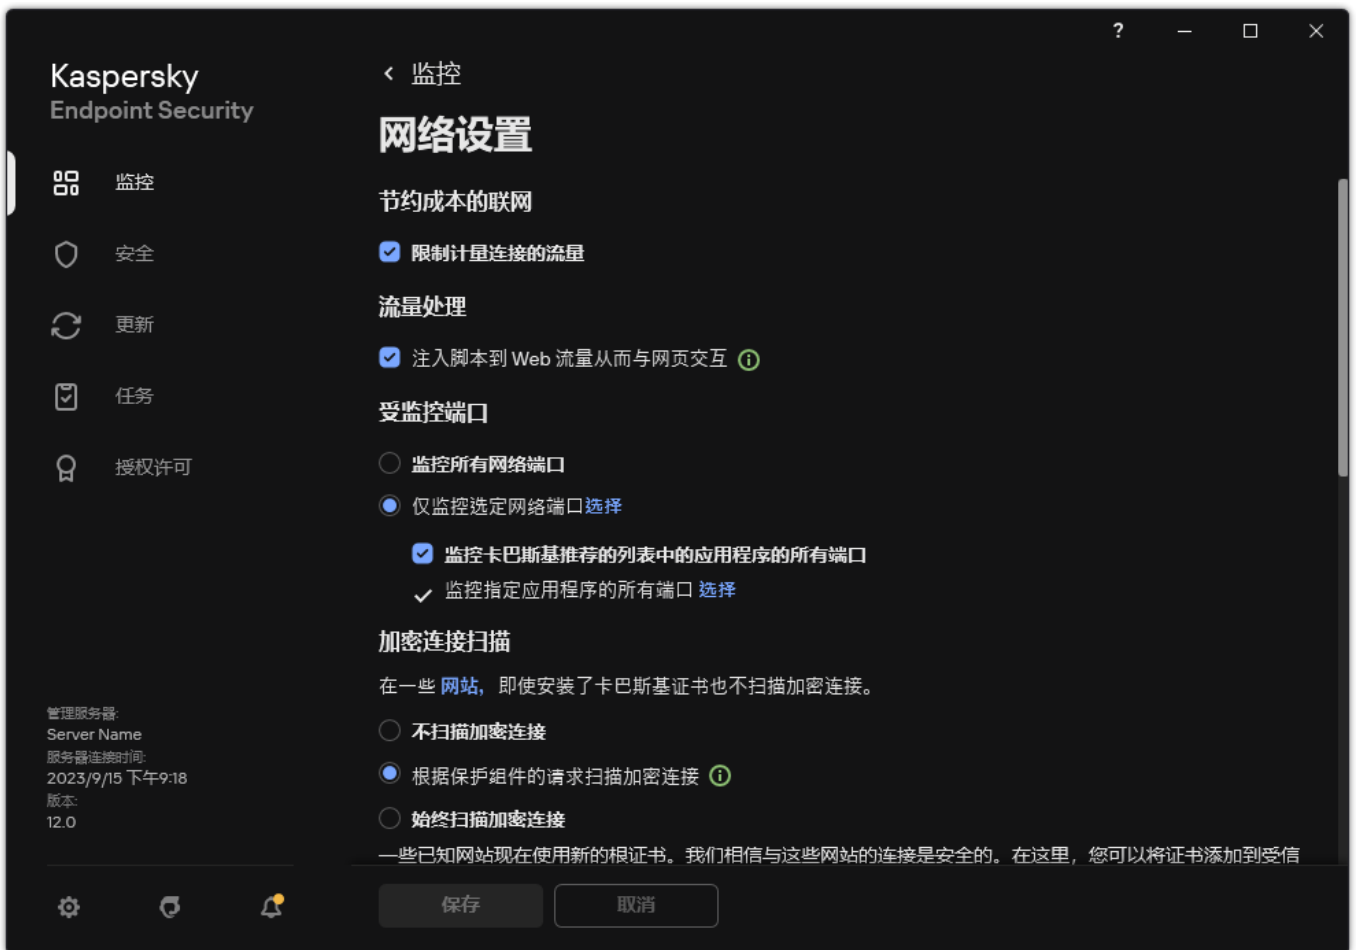 ?
Kaspersky
Endpoint Security
监控
安全
更新
任务
授权许可
管理服务器:
Server Name
服务器连接时间:
2023/9/15 下午9:18
版本:
12.0
监控
网络设置
节约成本的联网
限制计量连接的流量
流量处理
注入脚本到 Web 流量从而与网页交互
受监控端口
监控所有网络端口
仅监控选定网络端口选择
监控卡巴斯基推荐的列表中的应用程序的所有端口
监控指定应用程序的所有端口 选择
加密连接扫描
在一些 网站, 即使安装了卡巴斯基证书也不扫描加密连接。
不扫描加密连接
根据保护组件的请求扫描加密连接
始终扫描加密连接
一些已知网站现在使用新的根证书。我们相信与这些网站的连接是安全的。在这里，您可以将证书添加到受信
保存
取消